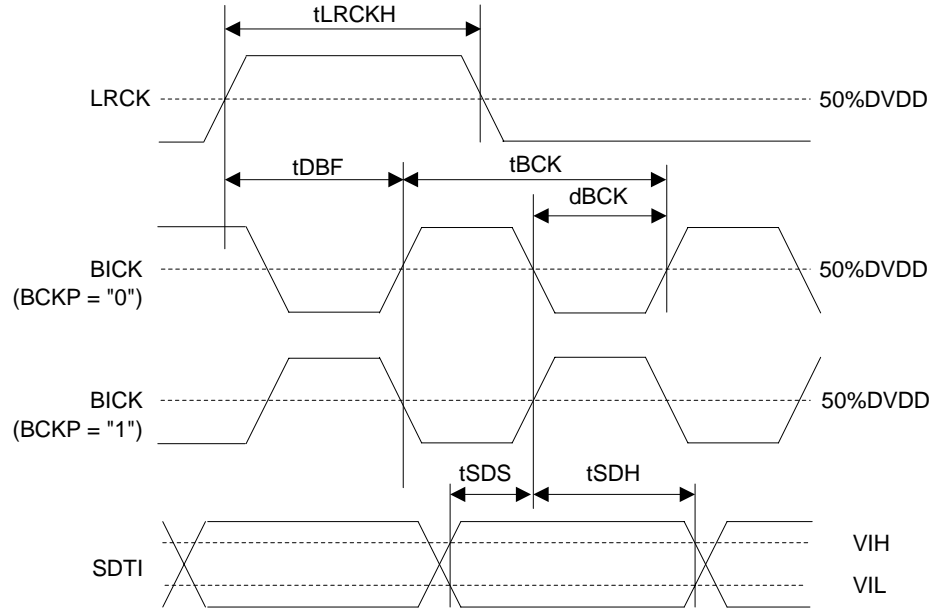 tLRCKH
LRCK
50%DVDD
tDBF
tBCK
dBCK
BICK
(BCKP = "0")
50%DVDD
BICK
(BCKP = "1")
50%DVDD
tSDS
tSDH
SDTI
VIH
VIL